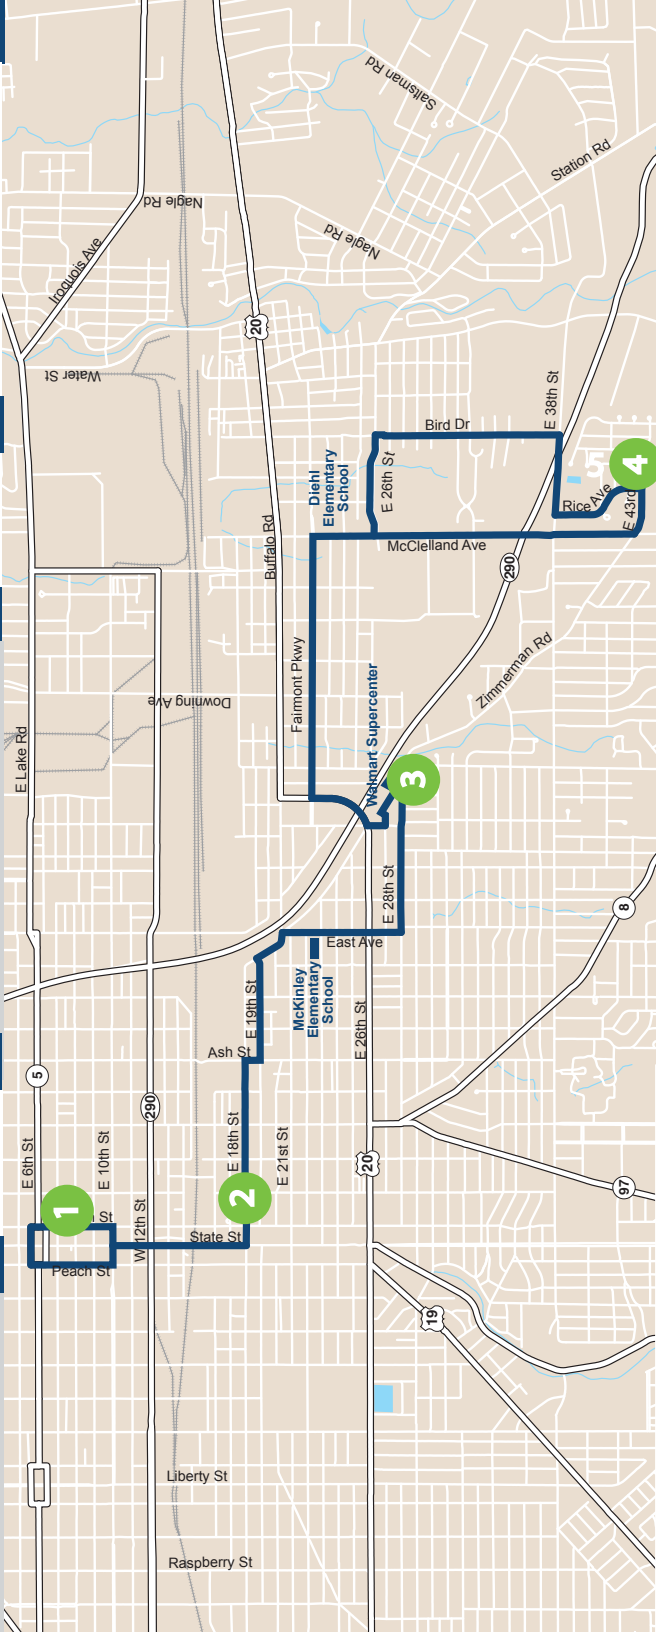 Saltsman Rd
Station Rd
Nagle Rd
Nagle Rd
Iroquois Ave
20
Water St
E 38th St
Bird Dr
Diehl
Elementary
School
E 26th St
5
4
Rice Ave
E 43rd
Buffalo Rd
McClelland Ave
290
Fairmont Pkwy
Zimmerman Rd
Downing Ave
Walmart Supercenter
E Lake Rd
3
E 28th St
8
East Ave
McKinley
Elementary
School
E 19th St
E 26th St
Ash St
5
290
E 6th St
E 10th St
E 18th St
E 21st St
20
97
1
2
St
W 12th St
State St
Peach St
19
Liberty St
Raspberry St